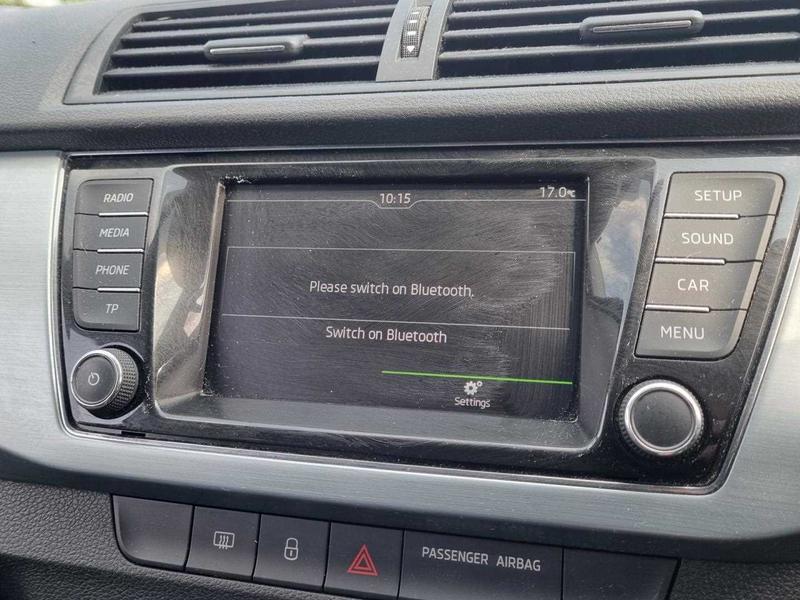 RADIO
MEDIA
PHONE
TP
10:15
17.0°C
Please switch on Bluetooth.
Switch on Bluetooth
Settings
SETUP
SOUND
CAR
MENU
PASSENGER AIRBAG